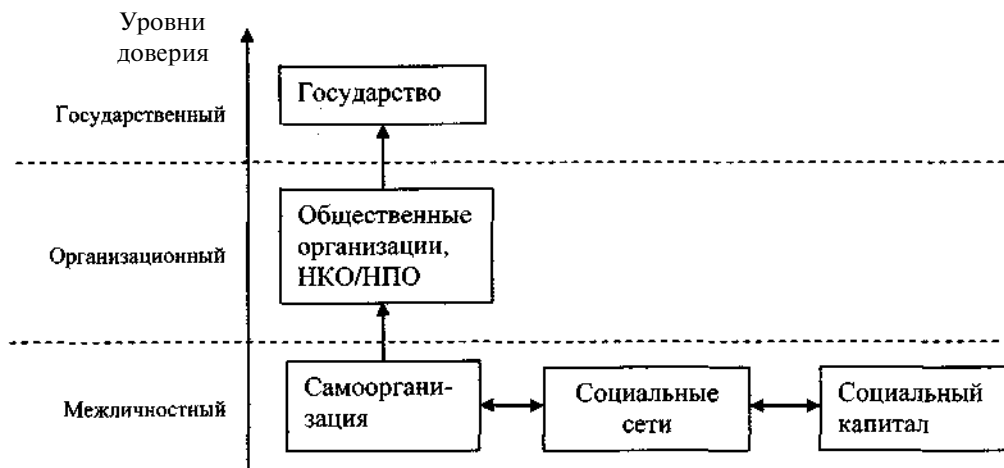 Уровни
доверия
Государственный
Государство
Организационный
Общественные
организации,
НКО/НПО
Межличностный
Самооргани-
зация
Социальные
сети
Социальный
капитал